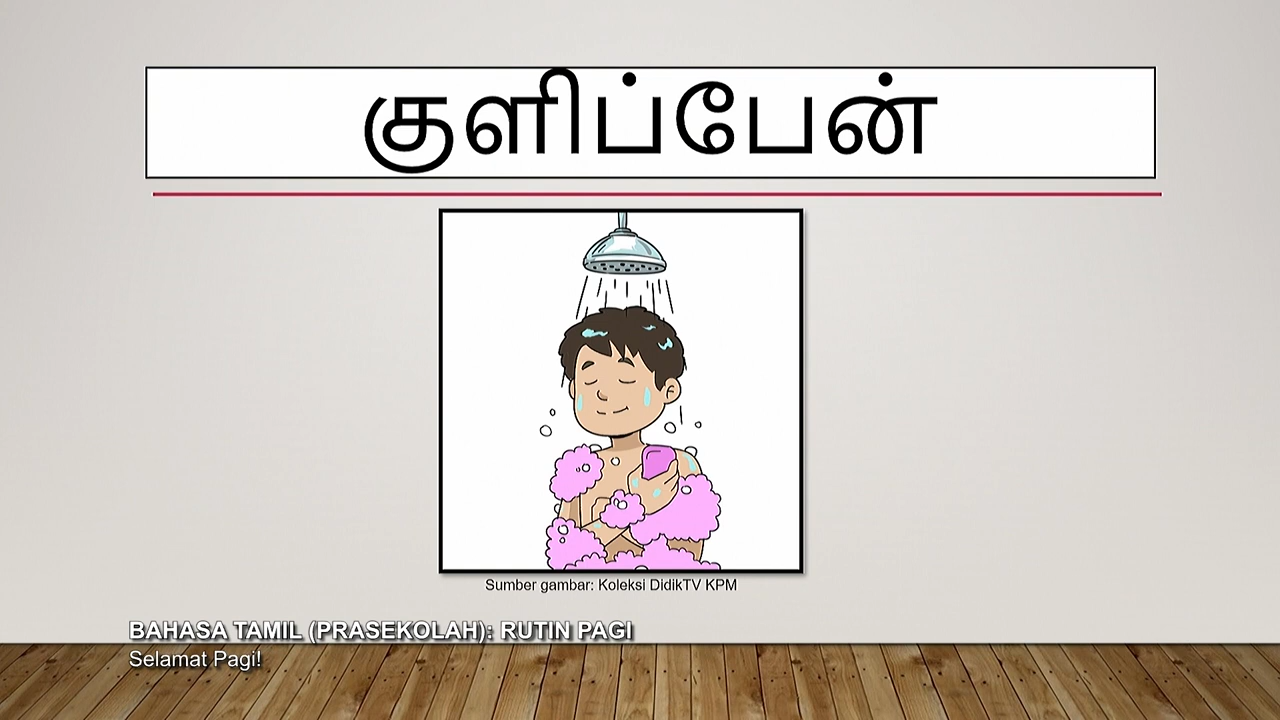 குளிப்பேன்
Sumber gambar: Koleksi DidikTV KPM
BAHASA TAMIL (PRASEKOLAH): RUTIN PAGI
Selamat Pagi!